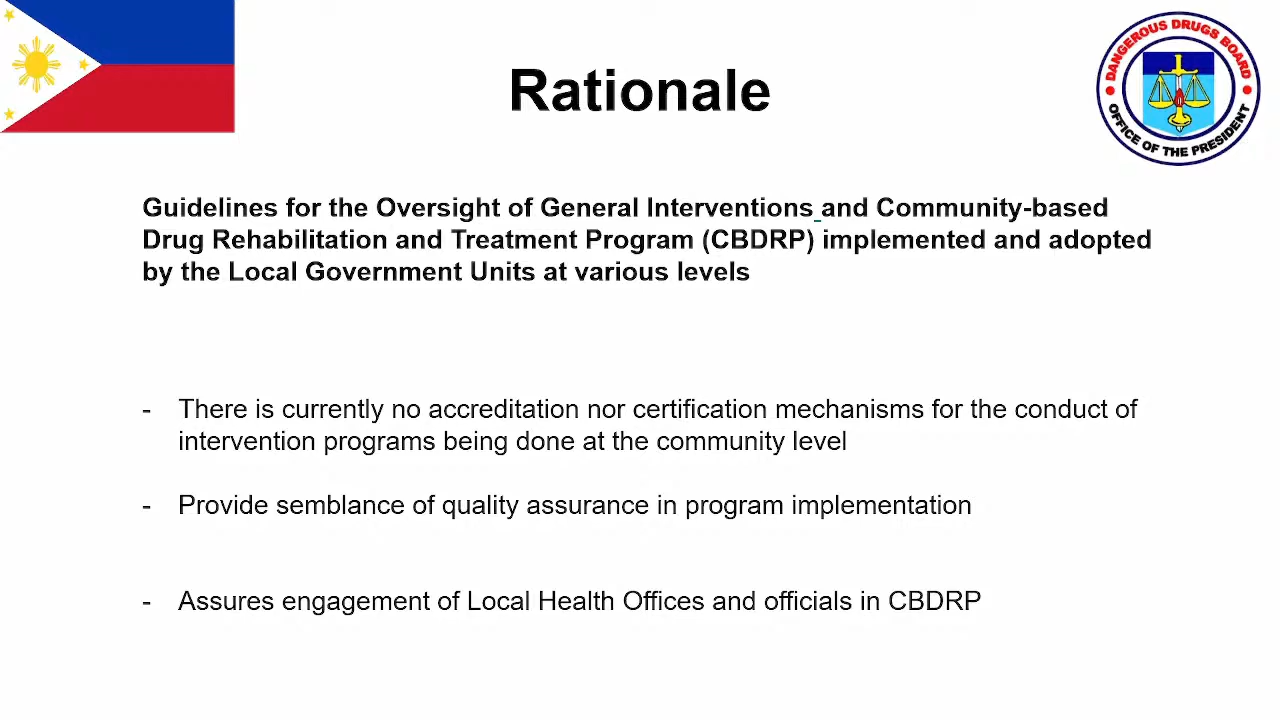 Rationale
DANGEROUS DRUGS BOARD
OFFICE OF THE PRESIDENT
Guidelines for the Oversight of General Interventions and Community-based
Drug Rehabilitation and Treatment Program (CBDRP) implemented and adopted
by the Local Government Units at various levels
- There is currently no accreditation nor certification mechanisms for the conduct of
intervention programs being done at the community level
- Provide semblance of quality assurance in program implementation
- Assures engagement of Local Health Offices and officials in CBDRP